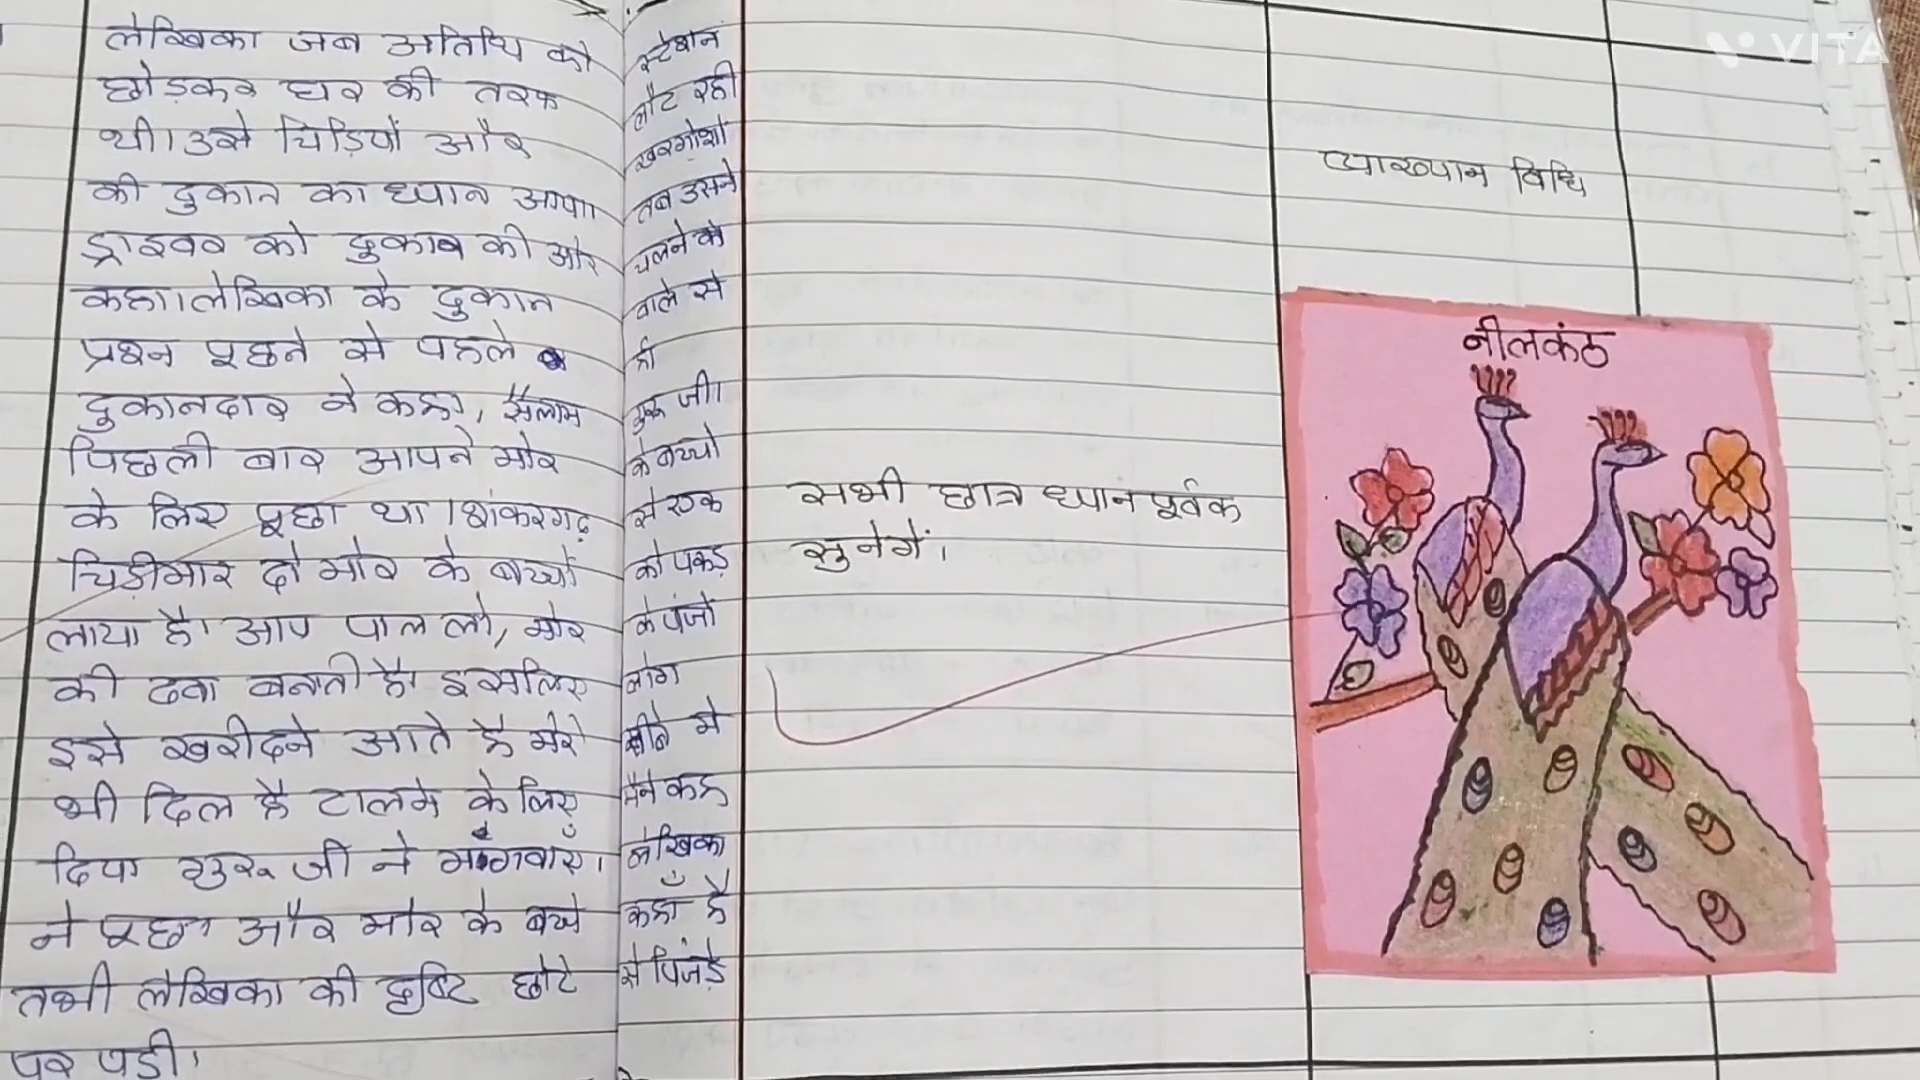 लेखिका जब अतिथि को स्टेशन
छोड़कर घर की तरफ लौट रही
थी। उसे चिड़ियों और खरगोशों
की दुकान का ध्यान आया। तब उसने
ड्राइवर को दुकान की ओर चलने को
कहा। लेखिका के दुकान वाले से
प्रश्न पूछने से पहले ही
दुकानदार ने कहा, सैलाम गुरू जी।
पिछली बार आपने मोर के बच्चो
के लिए पूछा था। शंकरगढ़ से एक
चिड़ीमार दो मोर के बच्चों को पकड़
लाया है। आप पाल लो, मोर के पंजों
की दवा बनती है। इसलिए लोग
इसे खरीदने आते है मेरे सीने मे
भी दिल है टालमे के लिए मैंने कह
दिया गुरू जी ने मँगवाएँ। लेखिका
ने पूछा और मोर के बच्चे कहाँ है
तभी लेखिका की दृष्टि छोटे से पिंजड़े
पर पडी।
सभी छात्र ध्यानपूर्वक
सुनेगें।
व्याख्यान विधि
नीलकंठ
VITA